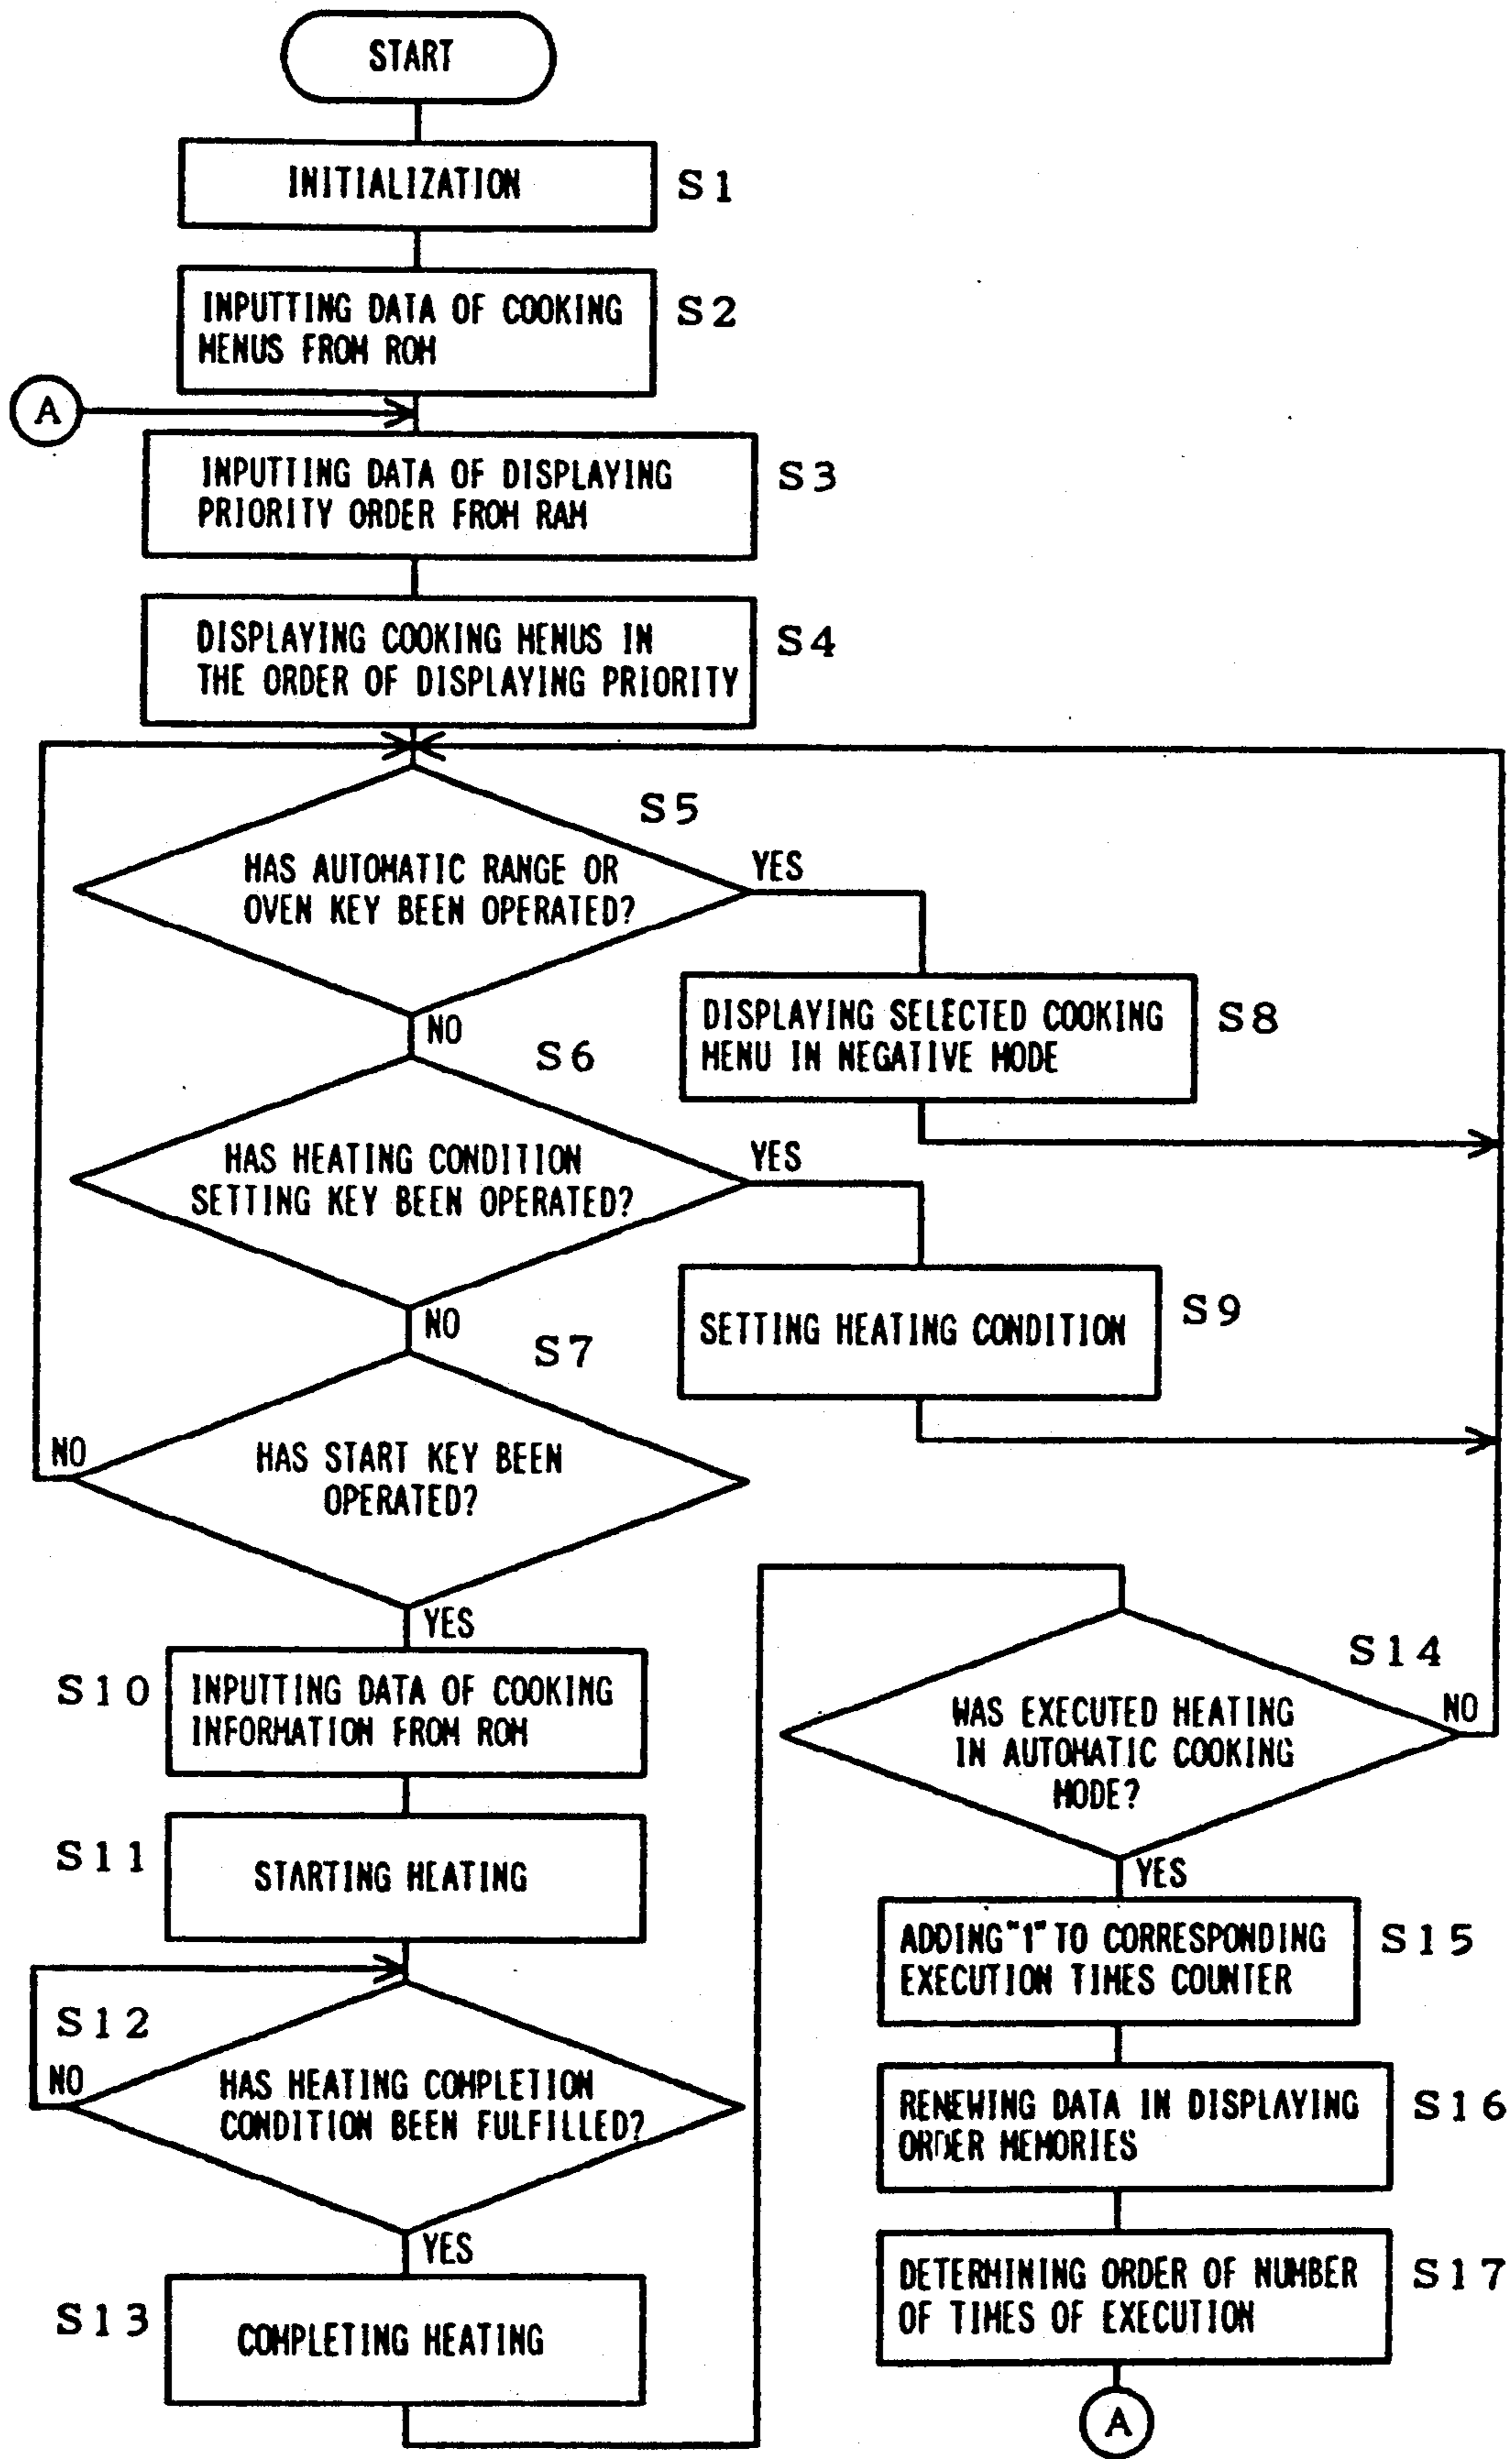 START
INITIALIZATION
S1
INPUTTING DATA OF COOKING
MENUS FROM ROM
S2
A
INPUTTING DATA OF DISPLAYING
PRIORITY ORDER FROM RAM
S3
DISPLAYING COOKING MENUS IN
THE ORDER OF DISPLAYING PRIORITY
S4
S5
HAS AUTOMATIC RANGE OR
OVEN KEY BEEN OPERATED?
YES
NO
DISPLAYING SELECTED COOKING
MENU IN NEGATIVE MODE
S8
S6
HAS HEATING CONDITION
SETTING KEY BEEN OPERATED?
YES
NO
SETTING HEATING CONDITION
S9
S7
HAS START KEY BEEN
OPERATED?
NO
YES
S10
INPUTTING DATA OF COOKING
INFORMATION FROM ROM
S11
STARTING HEATING
S12
HAS HEATING COMPLETION
CONDITION BEEN FULFILLED?
NO
YES
S13
COMPLETING HEATING
S14
WAS EXECUTED HEATING
IN AUTOMATIC COOKING
MODE?
NO
YES
ADDING "1" TO CORRESPONDING
EXECUTION TIMES COUNTER
S15
RENEWING DATA IN DISPLAYING
ORDER MEMORIES
S16
DETERMINING ORDER OF NUMBER
OF TIMES OF EXECUTION
S17
A